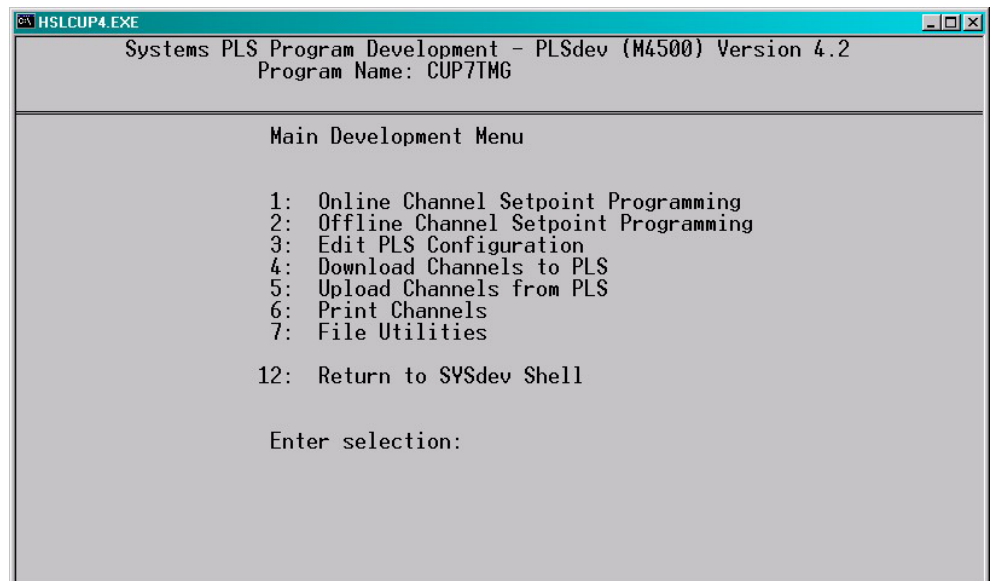 HSLCUP4.EXE
Systems PLS Program Development - PLSdev (M4500) Version 4.2
Program Name: CUP7TMG
Main Development Menu
1: Online Channel Setpoint Programming
2: Offline Channel Setpoint Programming
3: Edit PLS Configuration
4: Download Channels to PLS
5: Upload Channels from PLS
6: Print Channels
7: File Utilities
12: Return to SYSdev Shell
Enter selection: